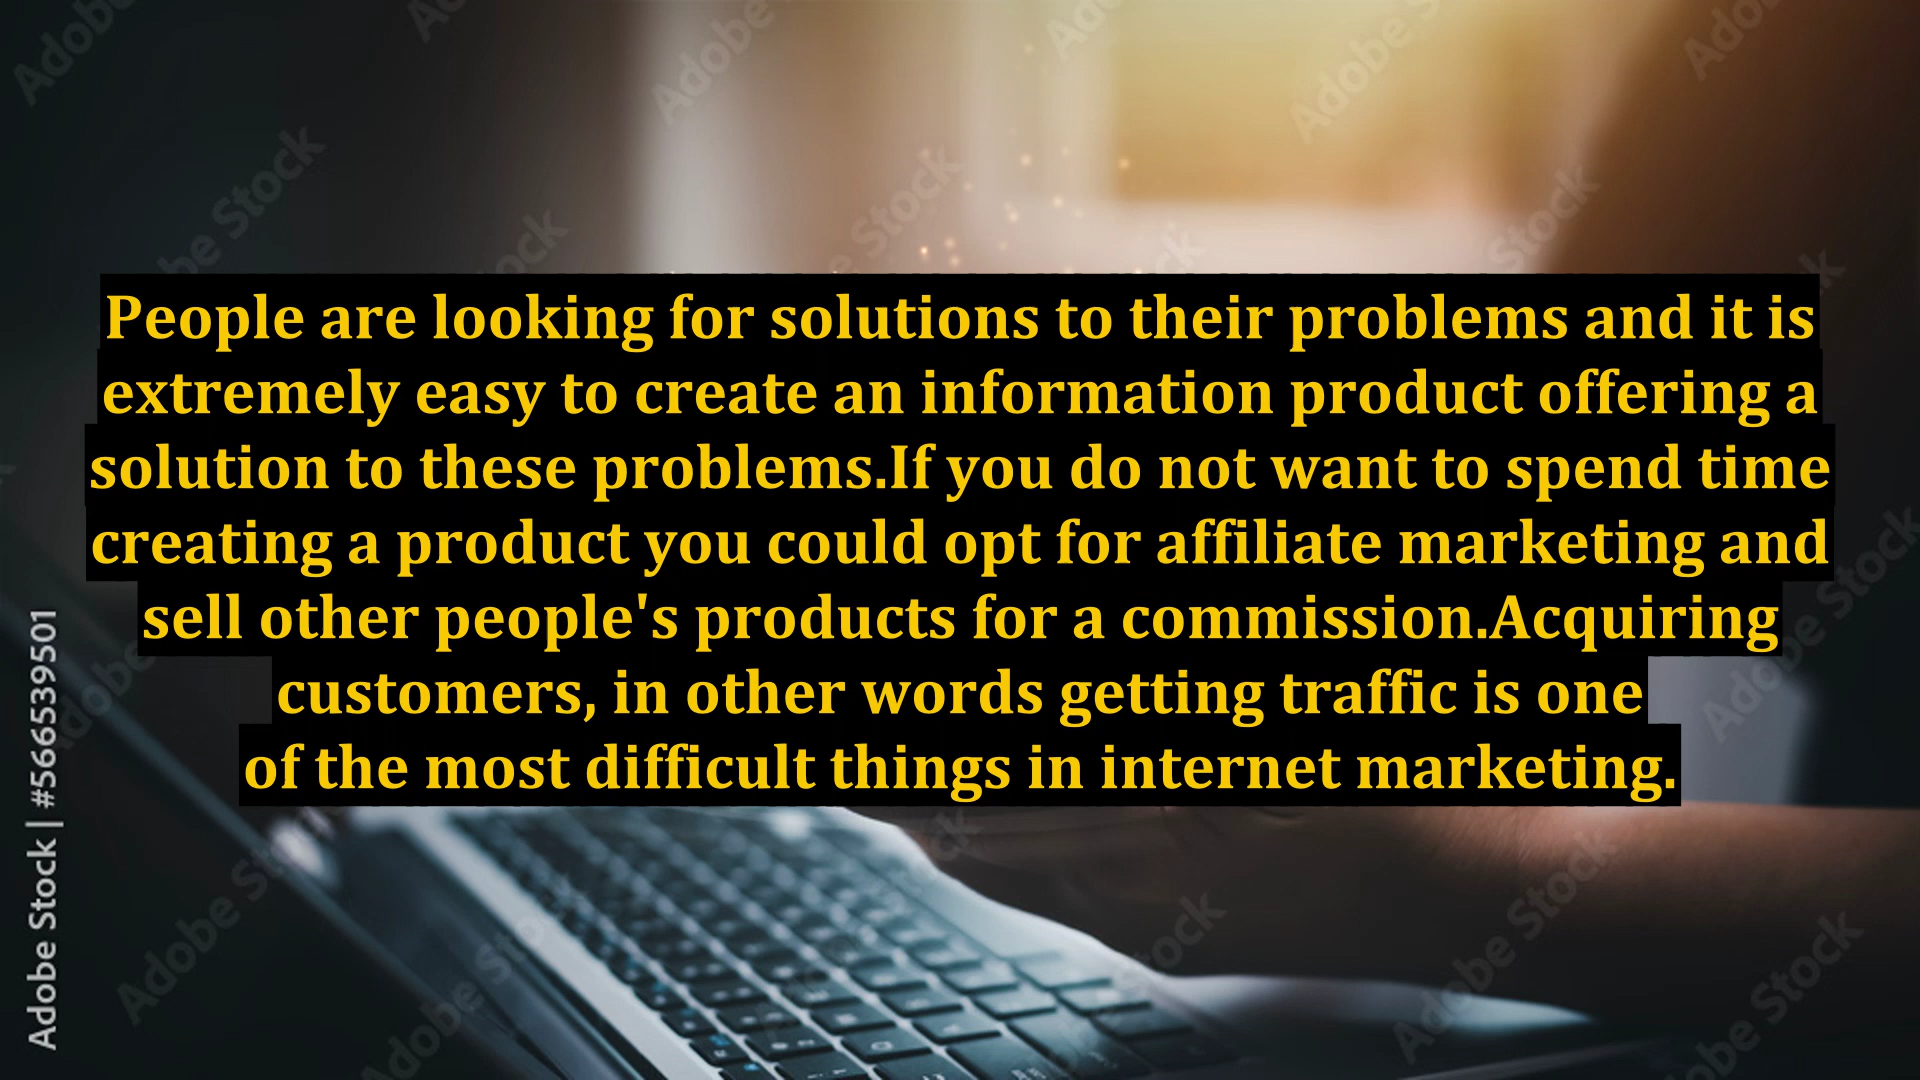 People are looking for solutions to their problems and it is
extremely easy to create an information product offering a
solution to these problems.If you do not want to spend time
creating a product you could opt for affiliate marketing and
sell other people's products for a commission.Acquiring
customers, in other words getting traffic is one
of the most difficult things in internet marketing.
Adobe Stock | #566539501